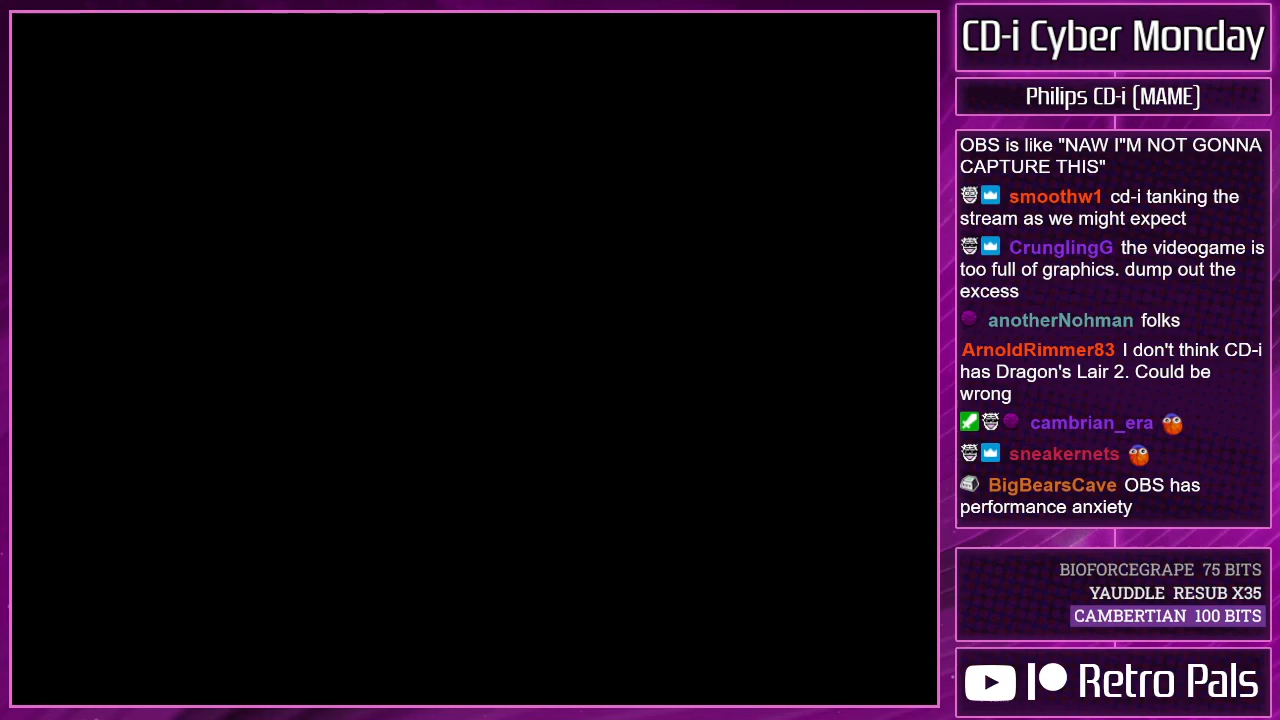 CD-i Cyber Monday
Philips CD-i [MAME]
OBS is like "NAW I"M NOT GONNA
CAPTURE THIS"
smoothw1 cd-i tanking the
stream as we might expect
CrunglingG the videogame is
too full of graphics. dump out the
excess
anotherNohman folks
ArnoldRimmer83 I don't think CD-i
has Dragon's Lair 2. Could be
wrong
cambrian_era
sneakernets
BigBearsCave OBS has
performance anxiety
BIOFORCEGRAPE 75 BITS
YAUDDLE RESUB X35
CAMBERTIAN 100 BITS
Retro Pals